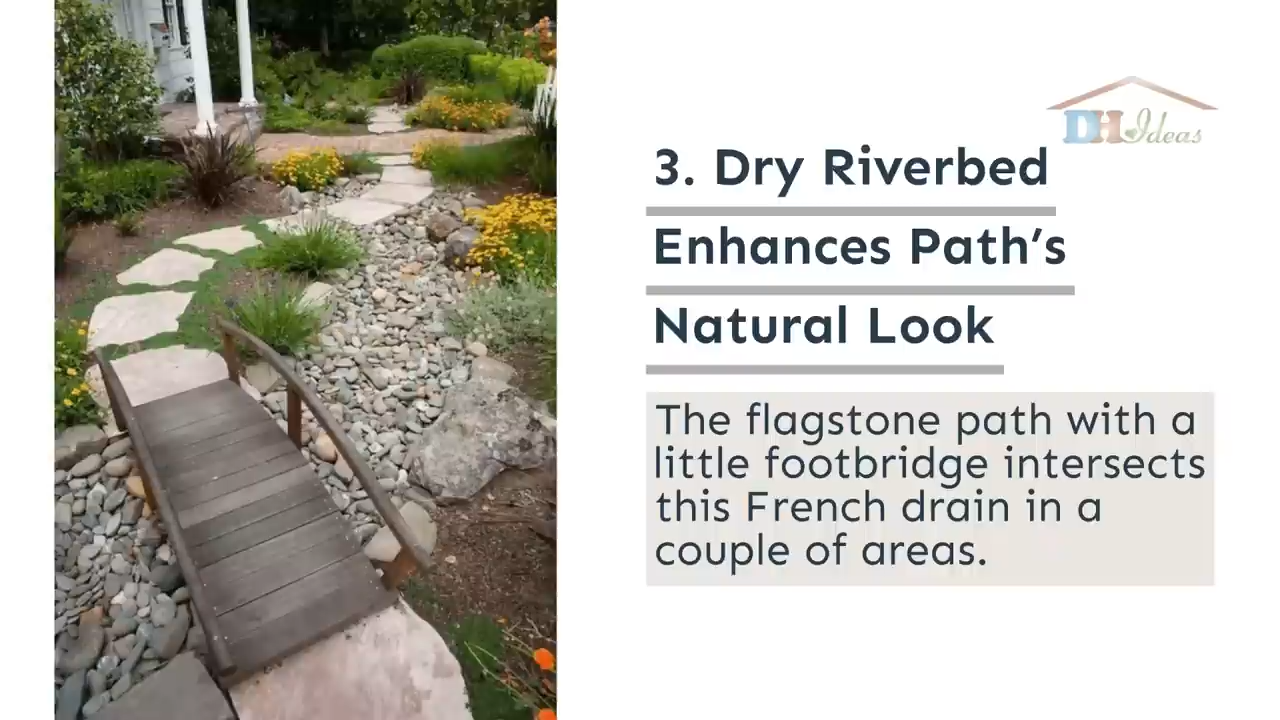 DH Ideas
3. Dry Riverbed
Enhances Path's
Natural Look
The flagstone path with a
little footbridge intersects
this French drain in a
couple of areas.